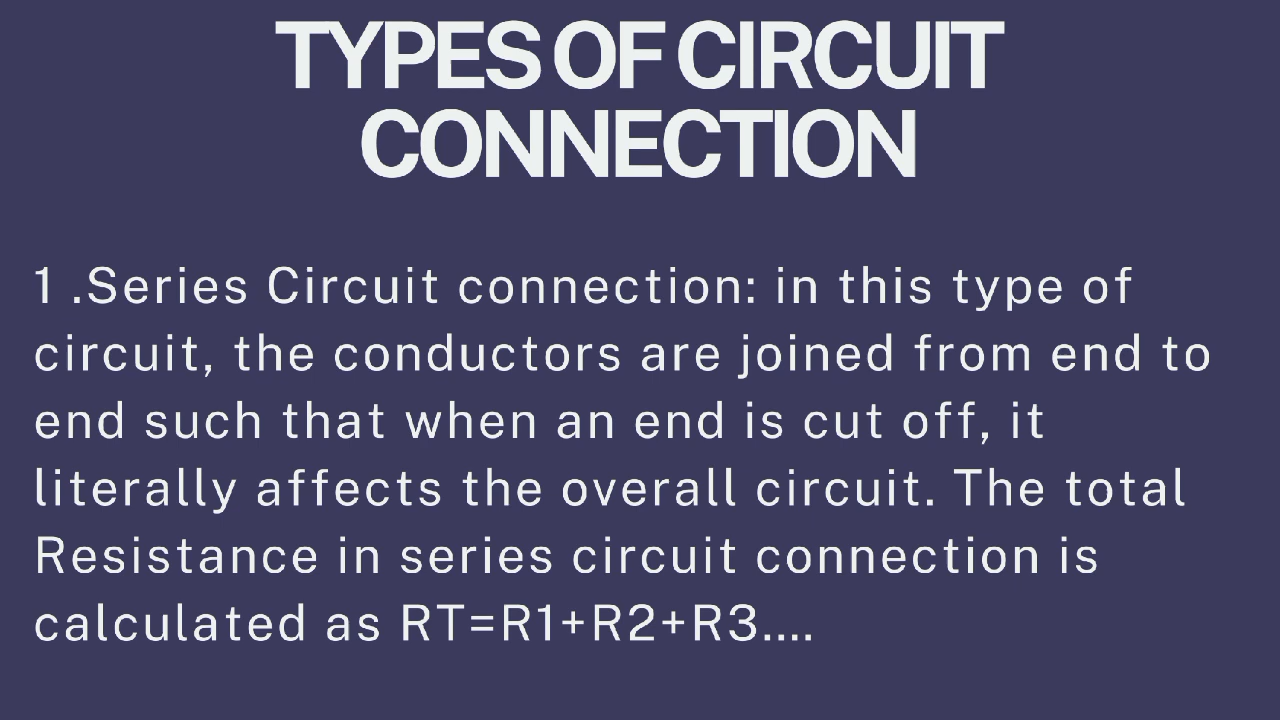 TYPES OF CIRCUIT
CONNECTION
1 .Series Circuit connection: in this type of
circuit, the conductors are joined from end to
end such that when an end is cut off, it
literally affects the overall circuit. The total
Resistance in series circuit connection is
calculated as RT=R1+R2+R3....